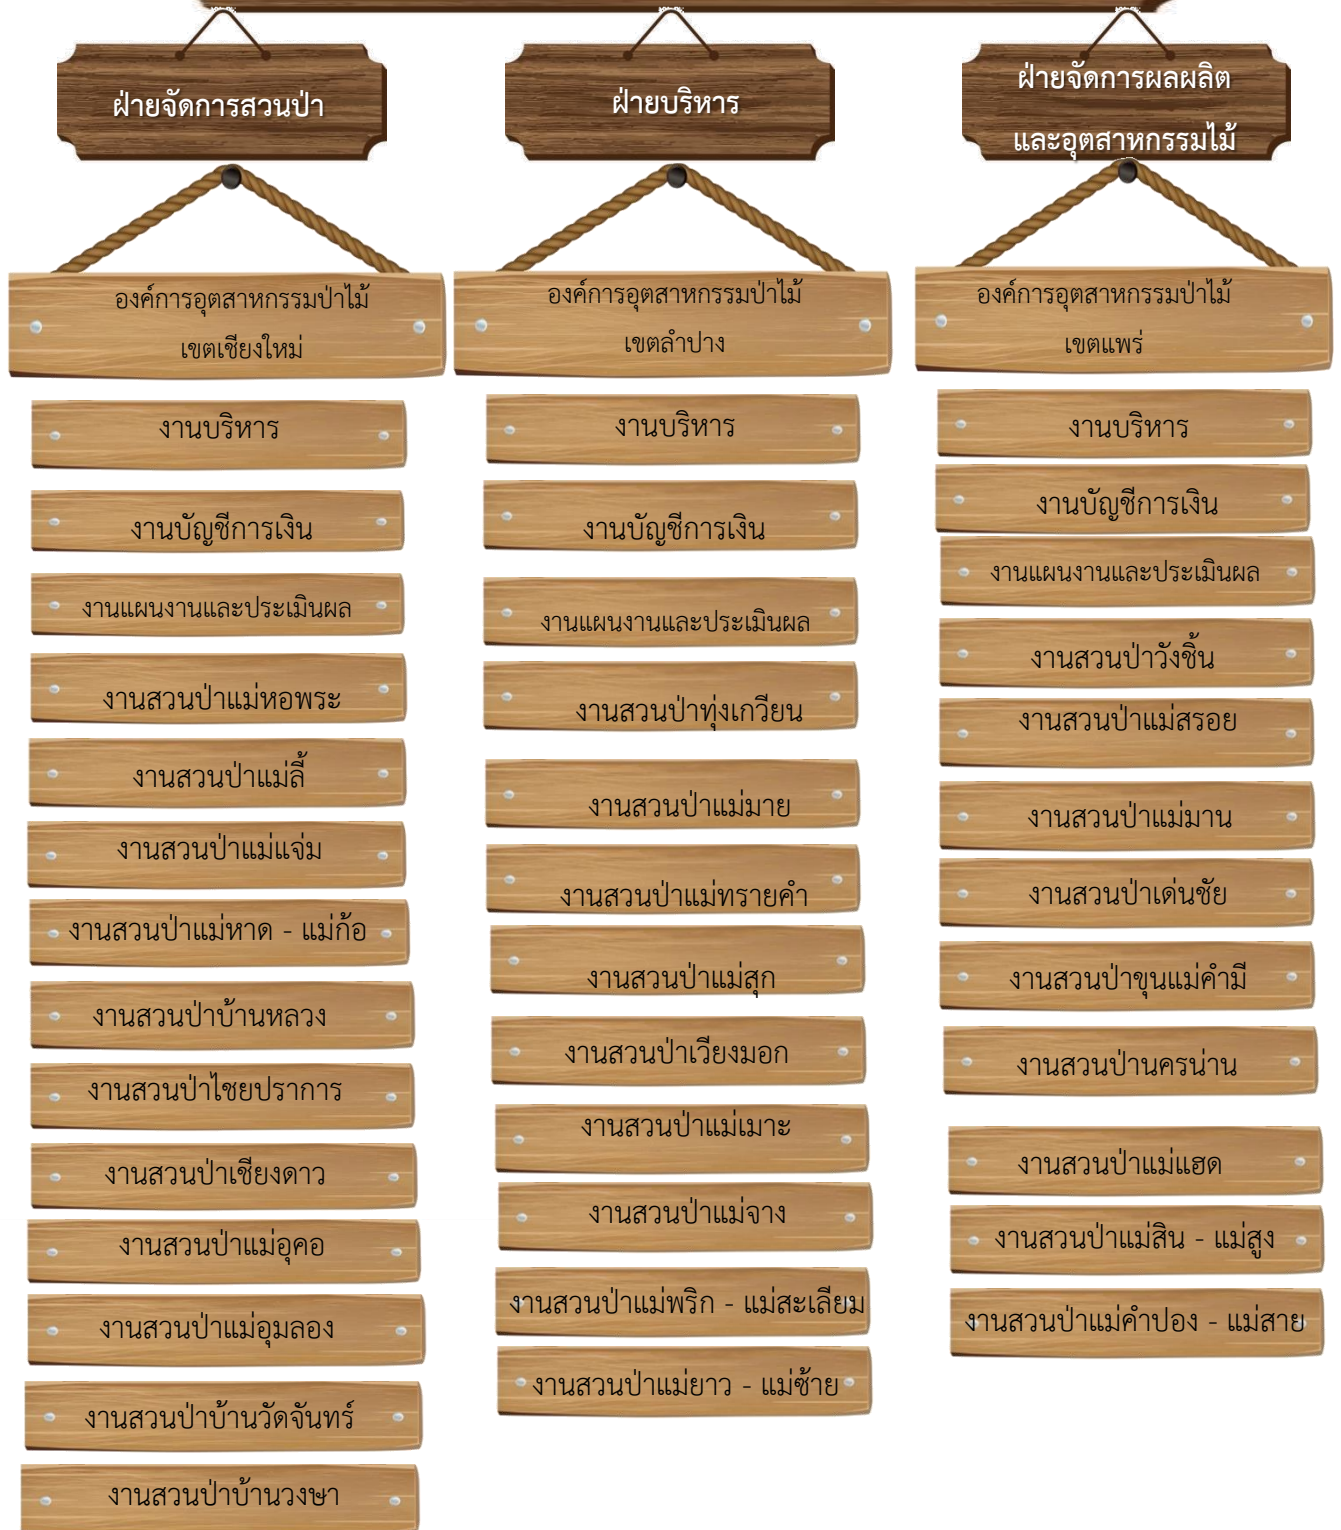 ฝ่ายจัดการสวนป่า
ฝ่ายบริหาร
ฝ่ายจัดการผลผลิต
และอุตสาหกรรมไม้
องค์การอุตสาหกรรมป่าไม้
เขตเชียงใหม่
งานบริหาร
งานบัญชีการเงิน
งานแผนงานและประเมินผล
งานสวนป่าแม่หอพระ
งานสวนป่าแม่ลี้
งานสวนป่าแม่แจ่ม
งานสวนป่าแม่หาด - แม่ก้อ
งานสวนป่าบ้านหลวง
งานสวนป่าไชยปราการ
งานสวนป่าเชียงดาว
งานสวนป่าแม่อุคอ
งานสวนป่าแม่อุมลอง
งานสวนป่าบ้านวัดจันทร์
งานสวนป่าบ้านวงษา
องค์การอุตสาหกรรมป่าไม้
เขตลำปาง
งานบริหาร
งานบัญชีการเงิน
งานแผนงานและประเมินผล
งานสวนป่าทุ่งเกวียน
งานสวนป่าแม่มาย
งานสวนป่าแม่ทรายคำ
งานสวนป่าแม่สุก
งานสวนป่าเวียงมอก
งานสวนป่าแม่เมาะ
งานสวนป่าแม่จาง
งานสวนป่าแม่พริก - แม่สะเลียม
งานสวนป่าแม่ยาว - แม่ซ้าย
องค์การอุตสาหกรรมป่าไม้
เขตแพร่
งานบริหาร
งานบัญชีการเงิน
งานแผนงานและประเมินผล
งานสวนป่าวังชิ้น
งานสวนป่าแม่สรอย
งานสวนป่าแม่มาน
งานสวนป่าเด่นชัย
งานสวนป่าขุนแม่คำมี
งานสวนป่านครน่าน
งานสวนป่าแม่แฮด
งานสวนป่าแม่สิน - แม่สูง
งานสวนป่าแม่คำปอง - แม่สาย